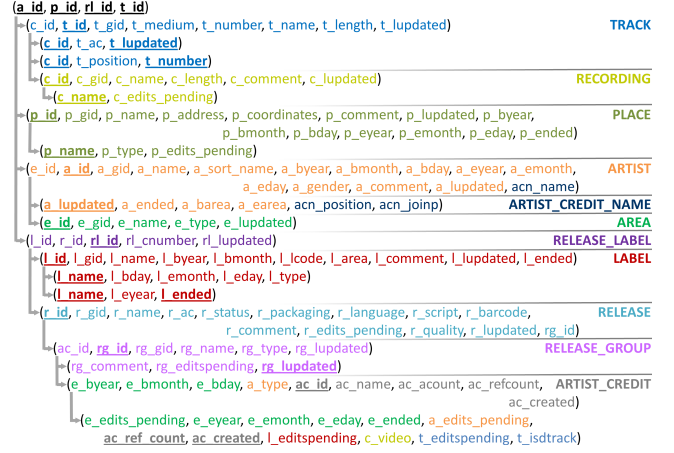 (a_id, p_id, rl_id, t_id)
(c_id, t_id, t_gid, t_medium, t_number, t_name, t_length, t_lupdated) TRACK
(c_id, t_ac, t_lupdated)
(c_id, t_position, t_number)
(c_id, c_gid, c_name, c_length, c_comment, c_lupdated) RECORDING
(c_name, c_edits_pending)
(p_id, p_gid, p_name, p_address, p_coordinates, p_comment, p_lupdated, p_byear, PLACE
p_bmonth, p_bday, p_eyear, p_emonth, p_eday, p_ended)
(p_name, p_type, p_edits_pending)
(e_id, a_id, a_gid, a_name, a_sort_name, a_byear, a_bmonth, a_bday, a_eyear, a_emonth, ARTIST
a_eday, a_gender, a_comment, a_lupdated, acn_name)
(a_lupdated, a_ended, a_barea, a_earea, acn_position, acn_joinp) ARTIST_CREDIT_NAME
(e_id, e_gid, e_name, e_type, e_lupdated) AREA
(l_id, r_id, rl_id, rl_cnumber, rl_lupdated) RELEASE_LABEL
(l_id, l_gid, l_name, l_byear, l_bmonth, l_lcode, l_area, l_comment, l_lupdated, l_ended) LABEL
(l_name, l_bday, l_emonth, l_eday, l_type)
(l_name, l_eyear, l_ended)
(r_id, r_gid, r_name, r_ac, r_status, r_packaging, r_language, r_script, r_barcode, RELEASE
r_comment, r_edits_pending, r_quality, r_lupdated, rg_id)
(ac_id, rg_id, rg_gid, rg_name, rg_type, rg_lupdated) RELEASE_GROUP
(rg_comment, rg_editspending, rg_lupdated)
(e_byear, e_bmonth, e_bday, a_type, ac_id, ac_name, ac_acount, ac_refcount, ARTIST_CREDIT
ac_created)
(e_edits_pending, e_eyear, e_emonth, e_eday, e_ended, a_edits_pending,
ac_ref_count, ac_created, l_editspending, c_video, t_editspending, t_isdtrack)